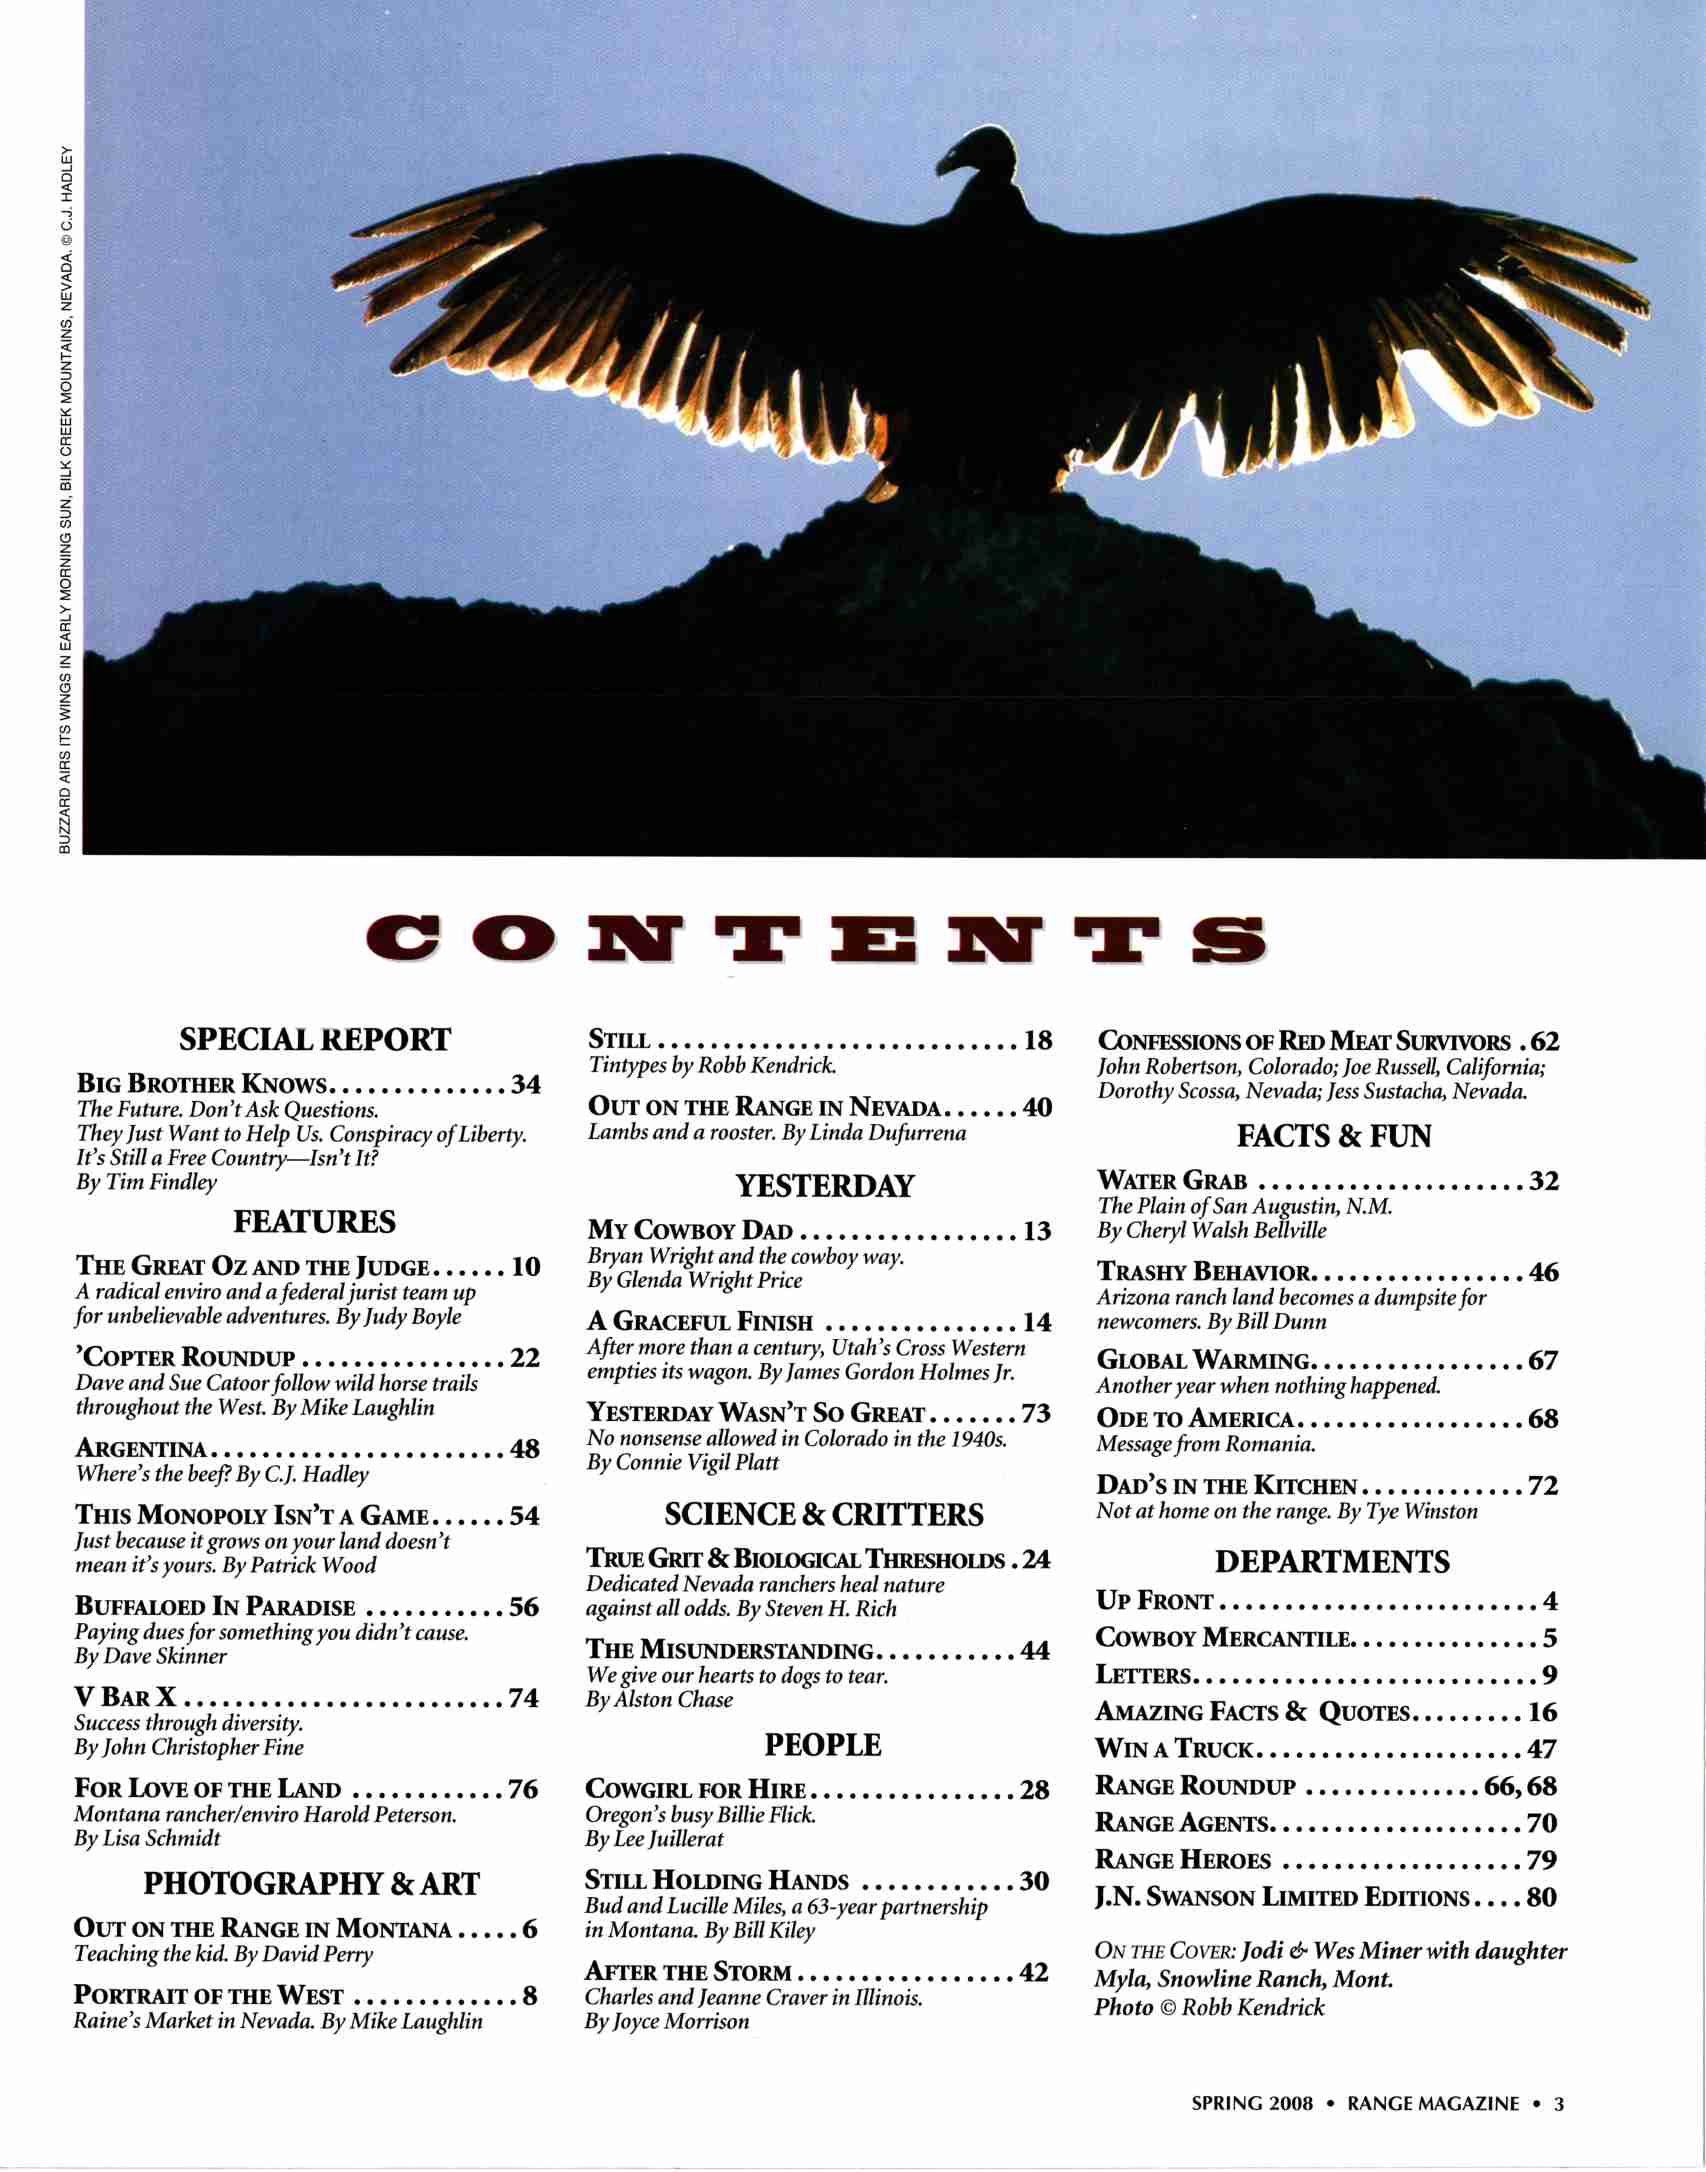 BUZZARD AIRS ITS WINGS IN EARLY MORNING SUN, BILK CREEK MOUNTAINS, NEVADA. © C.J. HADLEY
CONTENTS
SPECIAL REPORT
BIG BROTHER KNOWS..............34
The Future. Don't Ask Questions.
They Just Want to Help Us. Conspiracy of Liberty.
It's Still a Free Country—Isn't It?
By Tim Findley
FEATURES
THE GREAT OZ AND THE JUDGE......10
A radical enviro and a federal jurist team up
for unbelievable adventures. By Judy Boyle
'COPTER ROUNDUP................22
Dave and Sue Catoor follow wild horse trails
throughout the West. By Mike Laughlin
ARGENTINA.......................48
Where's the beef? By C.J. Hadley
THIS MONOPOLY ISN'T A GAME......54
Just because it grows on your land doesn't
mean it's yours. By Patrick Wood
BUFFALOED IN PARADISE ...........56
Paying dues for something you didn't cause.
By Dave Skinner
V BAR X.........................74
Success through diversity.
By John Christopher Fine
FOR LOVE OF THE LAND ............76
Montana rancher/enviro Harold Peterson.
By Lisa Schmidt
PHOTOGRAPHY & ART
OUT ON THE RANGE IN MONTANA.....6
Teaching the kid. By David Perry
PORTRAIT OF THE WEST .............8
Raine's Market in Nevada. By Mike Laughlin
STILL............................18
Tintypes by Robb Kendrick.
OUT ON THE RANGE IN NEVADA......40
Lambs and a rooster. By Linda Dufurrena
YESTERDAY
MY COWBOY DAD.................13
Bryan Wright and the cowboy way.
By Glenda Wright Price
A GRACEFUL FINISH ...............14
After more than a century, Utah's Cross Western
empties its wagon. By James Gordon Holmes Jr.
YESTERDAY WASN'T SO GREAT.......73
No nonsense allowed in Colorado in the 1940s.
By Connie Vigil Platt
SCIENCE & CRITTERS
TRUE GRIT & BIOLOGICAL THRESHOLDS.24
Dedicated Nevada ranchers heal nature
against all odds. By Steven H. Rich
THE MISUNDERSTANDING...........44
We give our hearts to dogs to tear.
By Alston Chase
PEOPLE
COWGIRL FOR HIRE................28
Oregon's busy Billie Flick.
By Lee Juillerat
STILL HOLDING HANDS ............30
Bud and Lucille Miles, a 63-year partnership
in Montana. By Bill Kiley
AFTER THE STORM.................42
Charles and Jeanne Craver in Illinois.
By Joyce Morrison
CONFESSIONS OF RED MEAT SURVIVORS.62
John Robertson, Colorado; Joe Russell, California;
Dorothy Scossa, Nevada; Jess Sustacha, Nevada.
FACTS & FUN
WATER GRAB .....................32
The Plain of San Augustin, N.M.
By Cheryl Walsh Bellville
TRASHY BEHAVIOR.................46
Arizona ranch land becomes a dumpsite for
newcomers. By Bill Dunn
GLOBAL WARMING.................67
Another year when nothing happened.
ODE TO AMERICA..................68
Message from Romania.
DAD'S IN THE KITCHEN.............72
Not at home on the range. By Tye Winston
DEPARTMENTS
UP FRONT.........................4
COWBOY MERCANTILE...............5
LETTERS...........................9
AMAZING FACTS & QUOTES.........16
WIN A TRUCK.....................47
RANGE ROUNDUP ..............66, 68
RANGE AGENTS....................70
RANGE HEROES ...................79
J.N. SWANSON LIMITED EDITIONS....80
ON THE COVER: Jodi & Wes Miner with daughter
Myla, Snowline Ranch, Mont.
Photo © Robb Kendrick
SPRING 2008 • RANGE MAGAZINE • 3